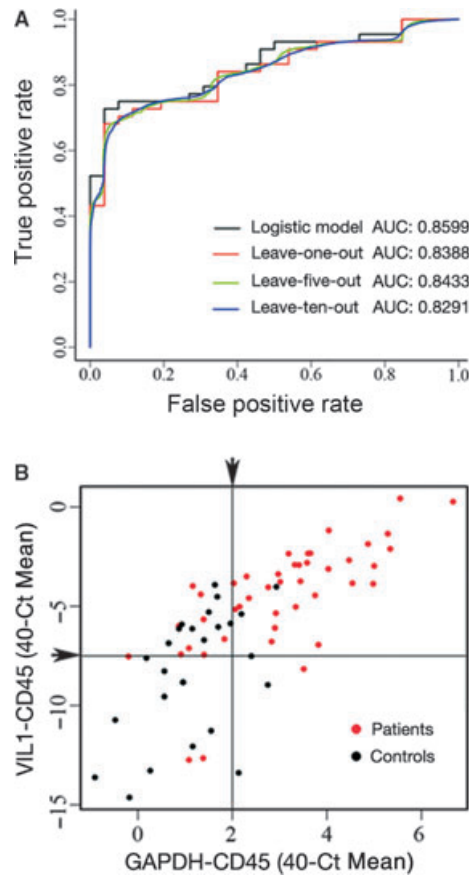 A
True positive rate
1.0
0.8
0.6
0.4
0.2
0.0
Logistic model AUC: 0.8599
Leave-one-out AUC: 0.8388
Leave-five-out AUC: 0.8433
Leave-ten-out AUC: 0.8291
0.0 0.2 0.4 0.6 0.8 1.0
False positive rate
B
VIL1-CD45 (40-Ct Mean)
0
-5
-10
-15
Patients
Controls
0 2 4 6
GAPDH-CD45 (40-Ct Mean)